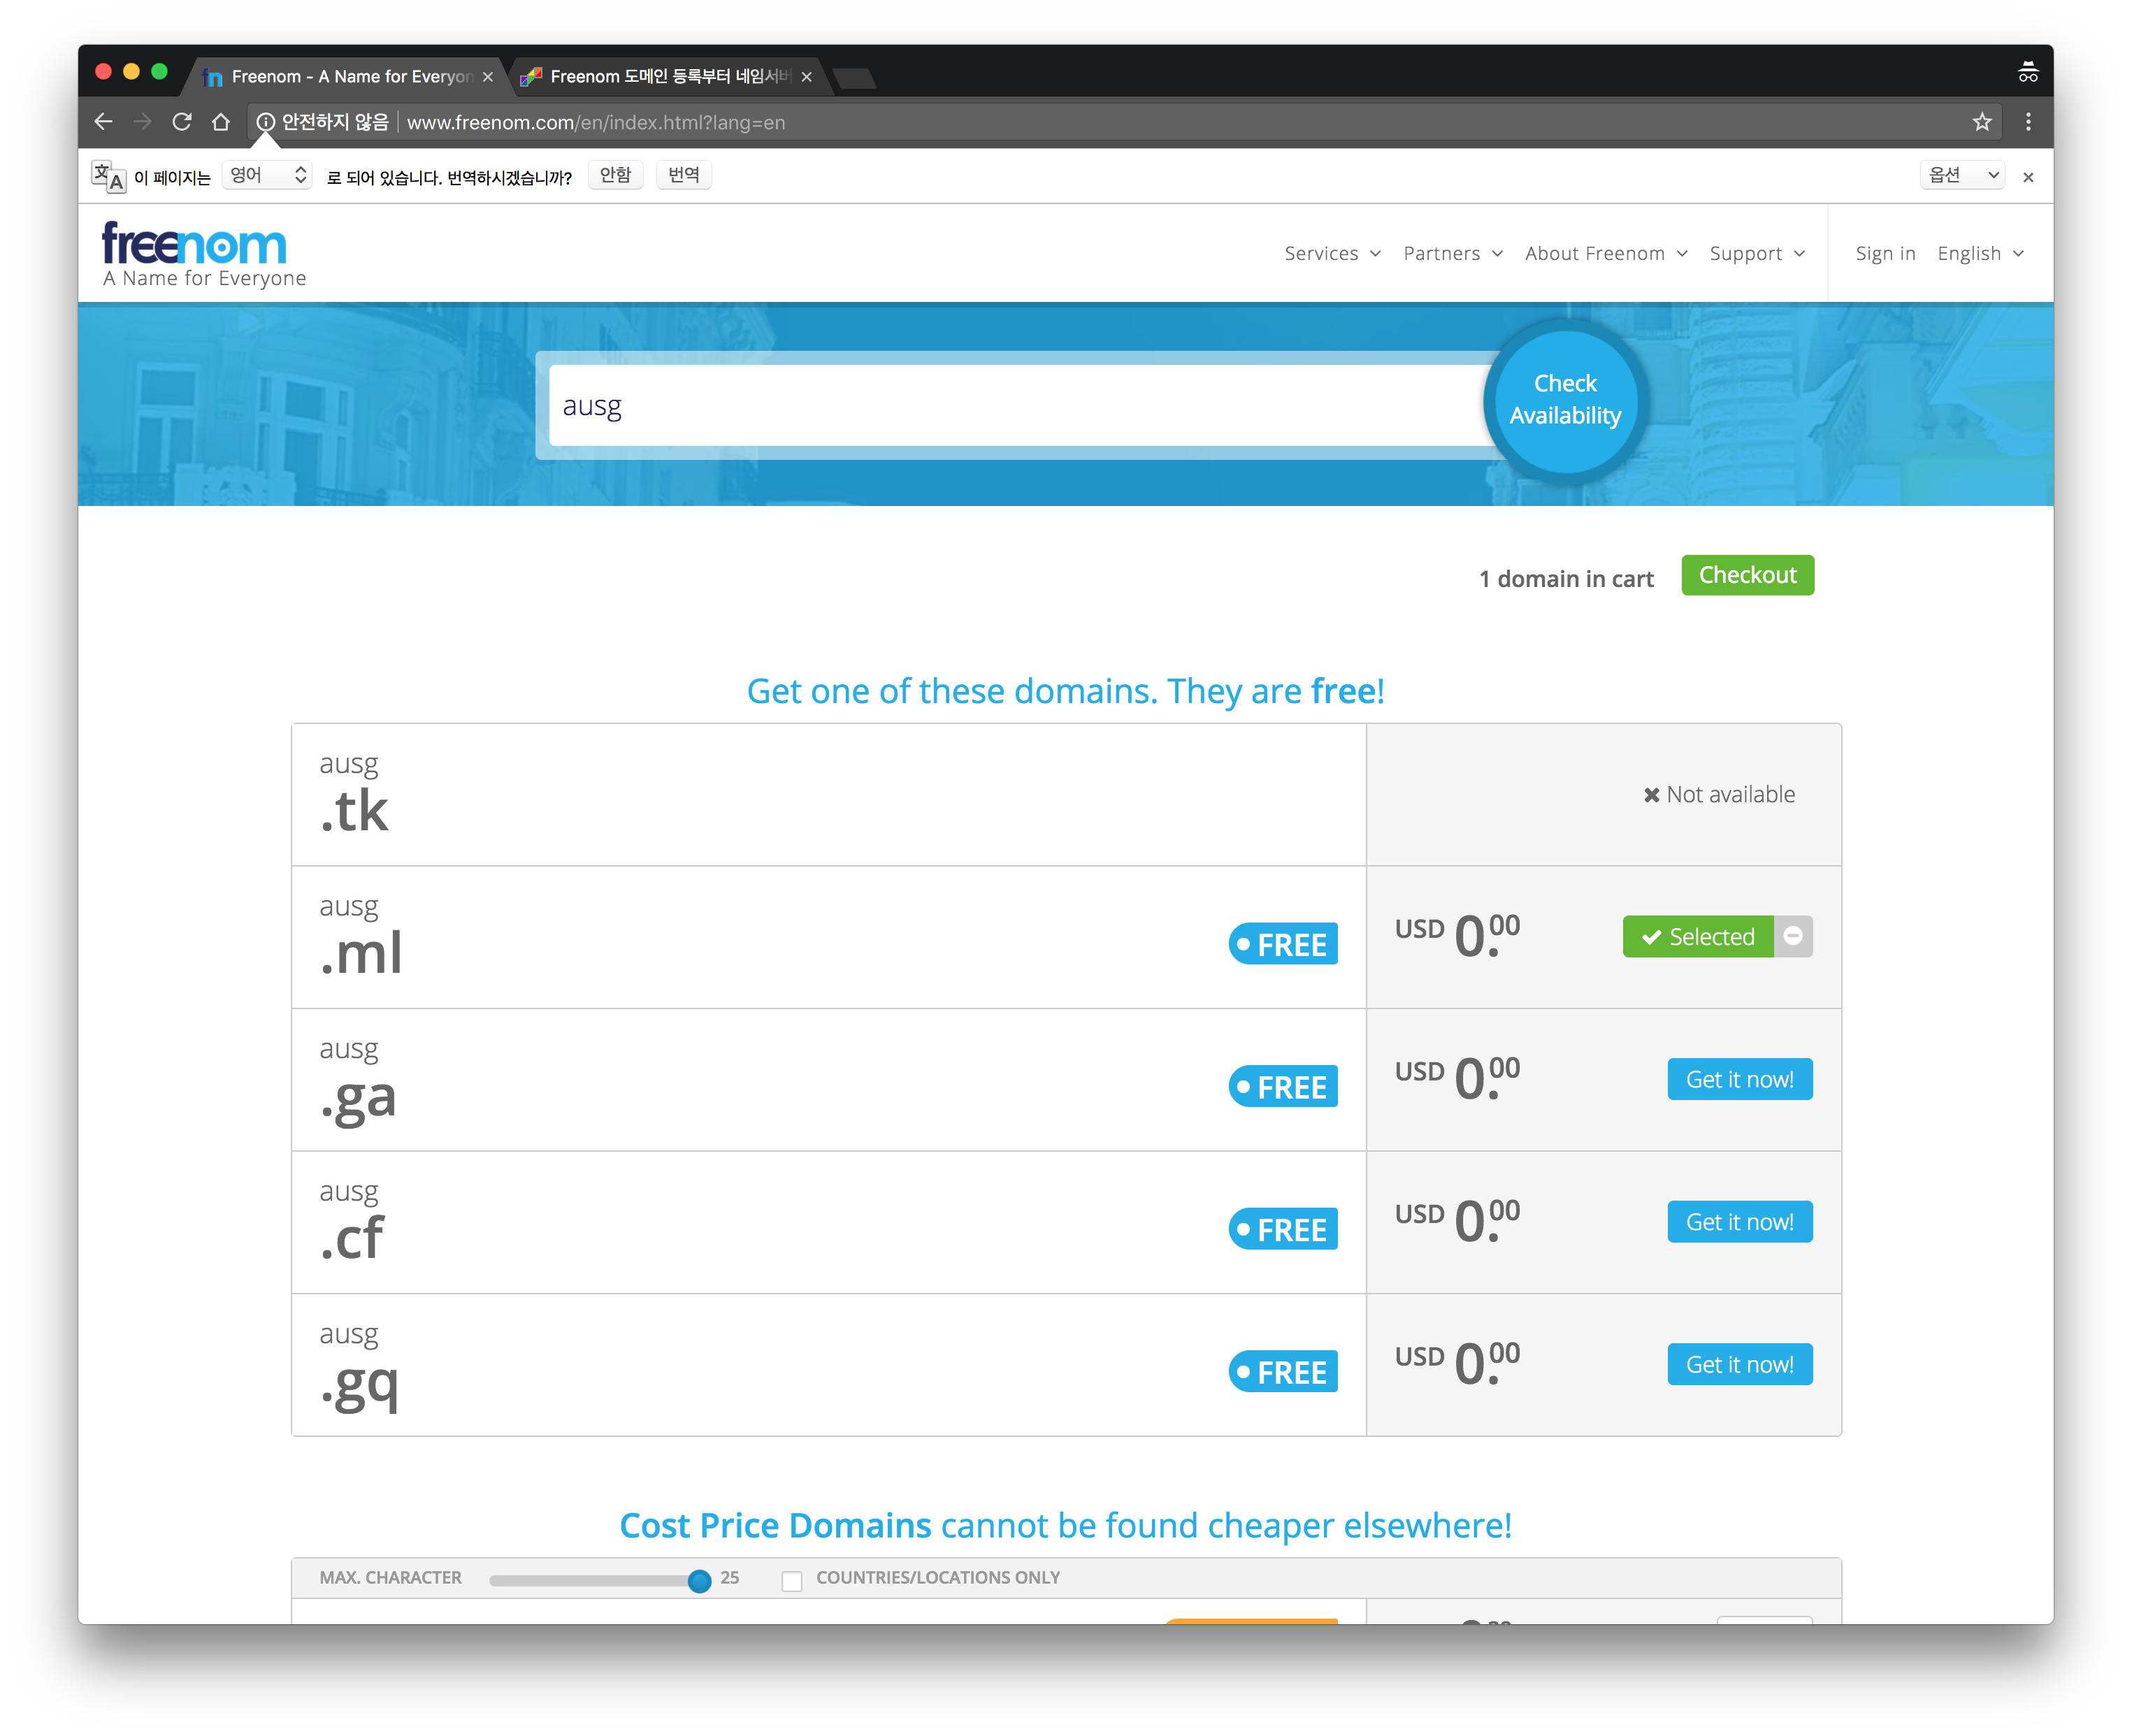 Freenom - A Name for Everyon
Freenom 도메인 등록부터 네임서버
안전하지 않음 www.freenom.com/en/index.html?lang=en
이 페이지는 영어 로 되어 있습니다. 번역하시겠습니까? 안함 번역 옵션
freenom
A Name for Everyone
Services Partners About Freenom Support Sign in English
ausg
Check
Availability
1 domain in cart Checkout
Get one of these domains. They are free!
ausg
.tk
Not available
ausg
.ml
FREE USD 0.00 Selected
ausg
.ga
FREE USD 0.00 Get it now!
ausg
.cf
FREE USD 0.00 Get it now!
ausg
.gq
FREE USD 0.00 Get it now!
Cost Price Domains cannot be found cheaper elsewhere!
MAX. CHARACTER 25 COUNTRIES/LOCATIONS ONLY